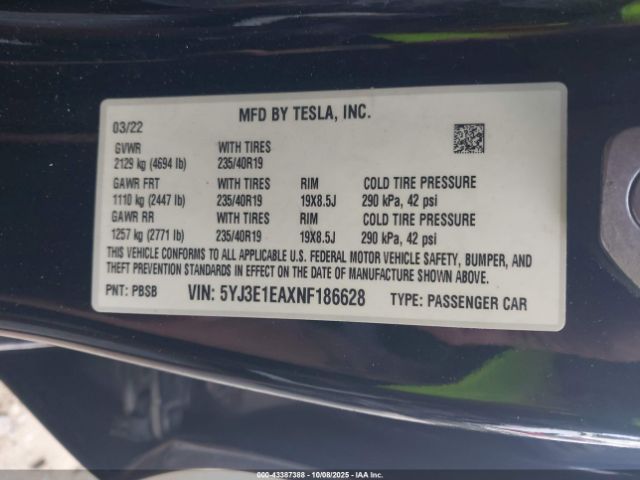 MFD BY TESLA, INC.
03/22
GVWR WITH TIRES
2129 kg (4694 lb) 235/40R19
GAWR FRT WITH TIRES RIM COLD TIRE PRESSURE
1110 kg (2447 lb) 235/40R19 19X8.5J 290 kPa, 42 psi
GAWR RR WITH TIRES RIM COLD TIRE PRESSURE
1257 kg (2771 lb) 235/40R19 19X8.5J 290 kPa, 42 psi
THIS VEHICLE CONFORMS TO ALL APPLICABLE U.S. FEDERAL MOTOR VEHICLE SAFETY, BUMPER, AND
THEFT PREVENTION STANDARDS IN EFFECT ON THE DATE OF MANUFACTURE SHOWN ABOVE.
PNT: PBSB VIN: 5YJ3E1EAXNF186628 TYPE: PASSENGER CAR
00-43387388 - 10/08/2025 - IAA Inc.